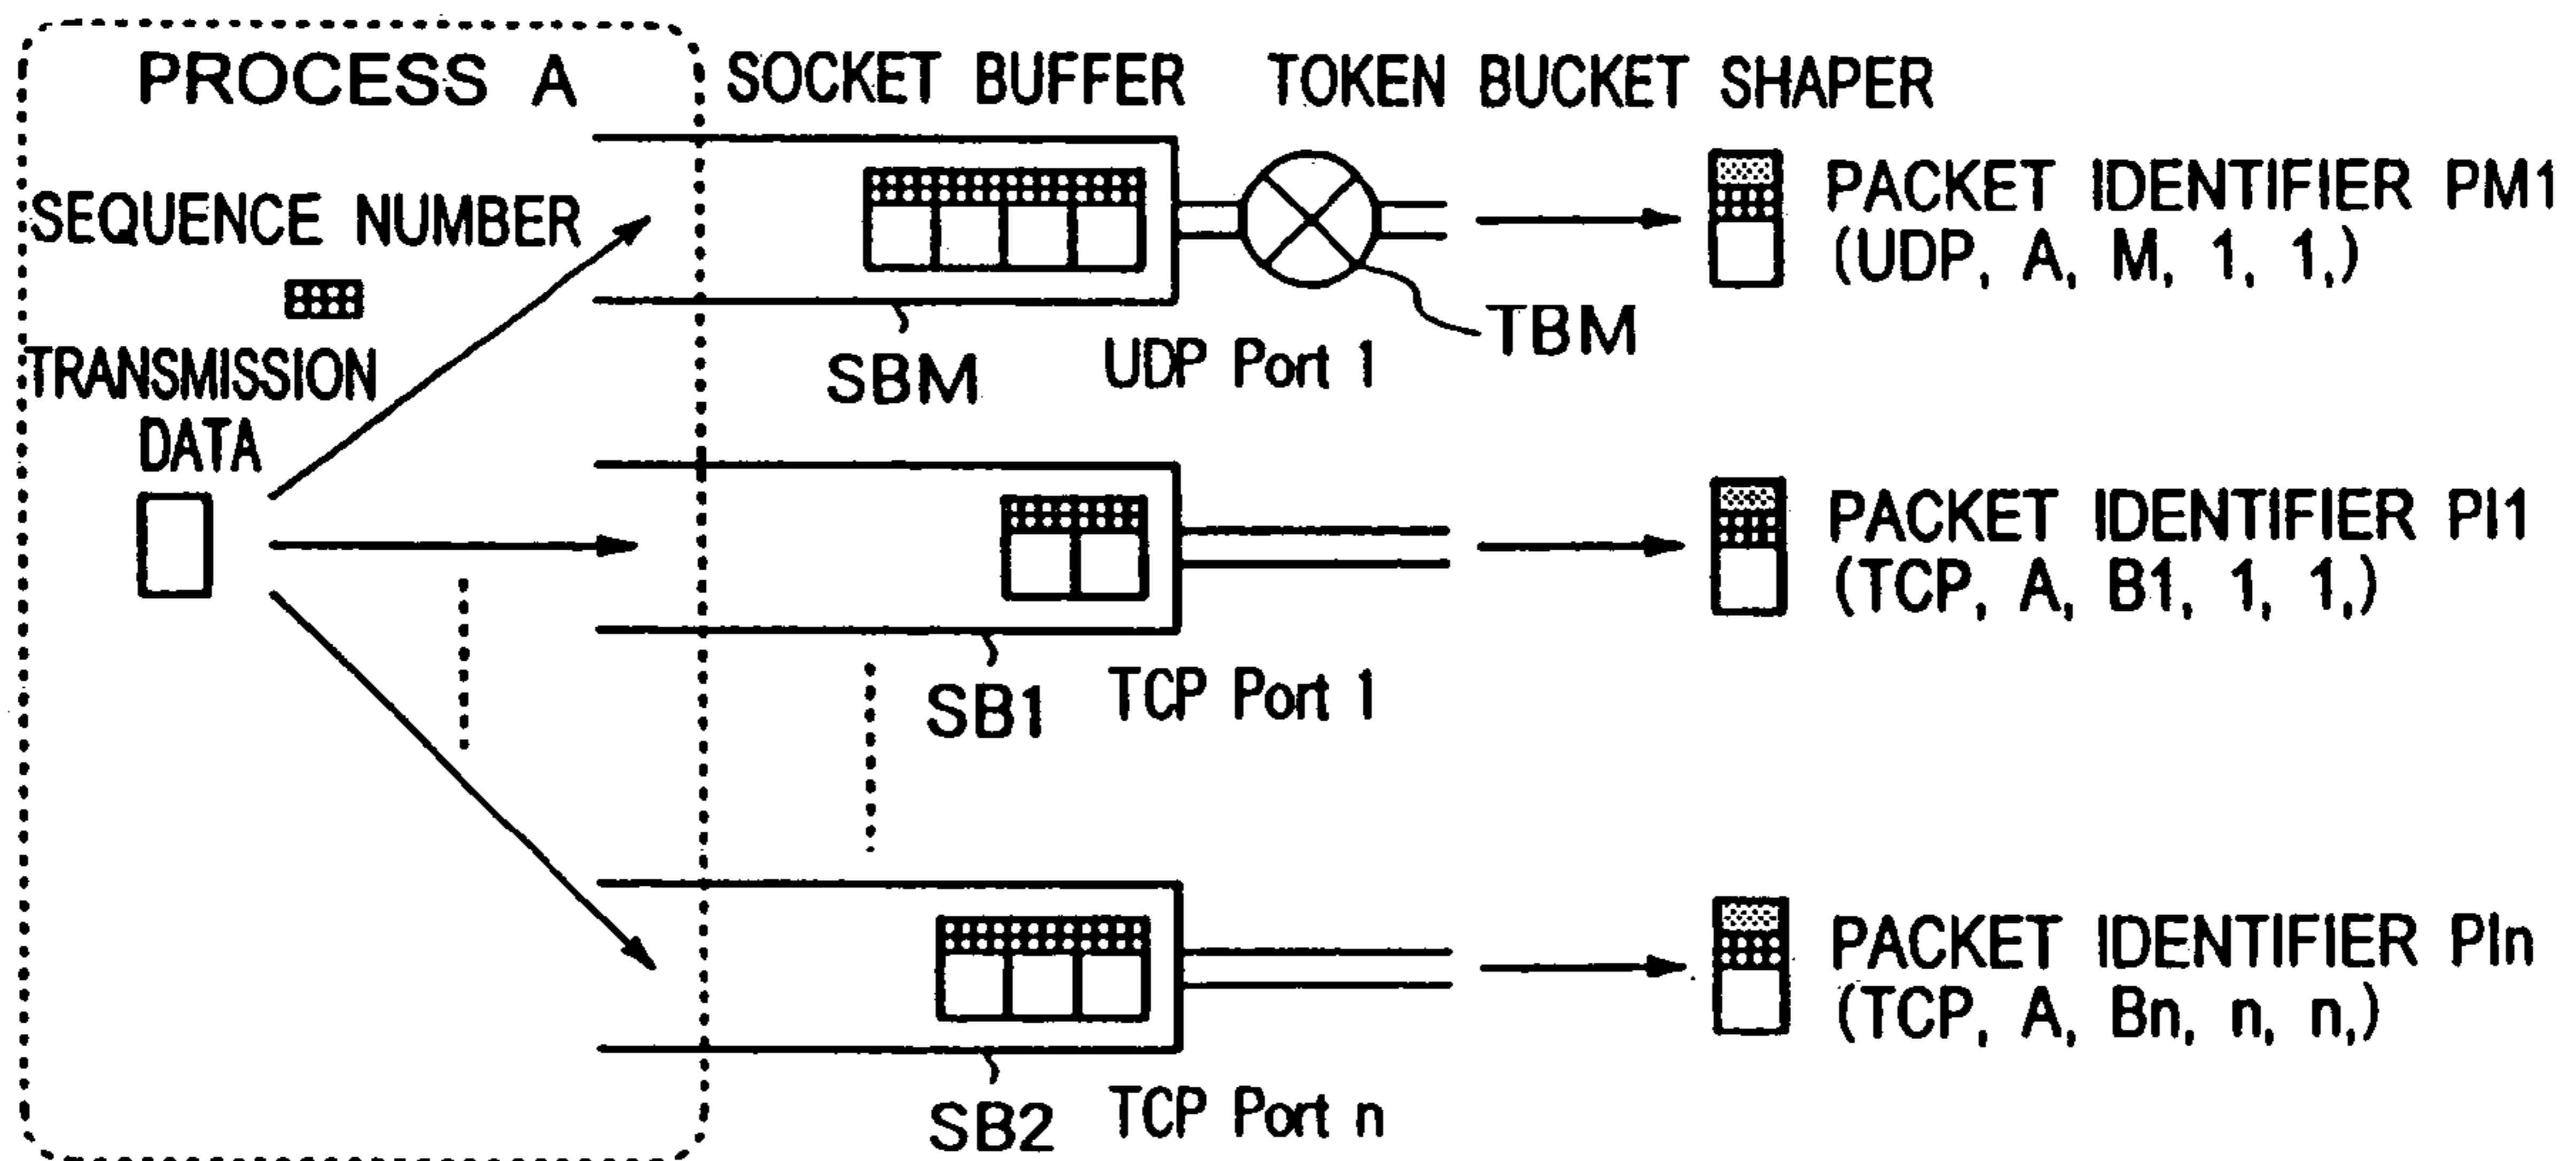 PROCESS A
SOCKET BUFFER
TOKEN BUCKET SHAPER
SEQUENCE NUMBER
TRANSMISSION
DATA
SBM
UDP Port 1
TBM
PACKET IDENTIFIER PM1
(UDP, A, M, 1, 1,)
SB1
TCP Port 1
PACKET IDENTIFIER PI1
(TCP, A, B1, 1, 1,)
SB2
TCP Port n
PACKET IDENTIFIER PIn
(TCP, A, Bn, n, n,)